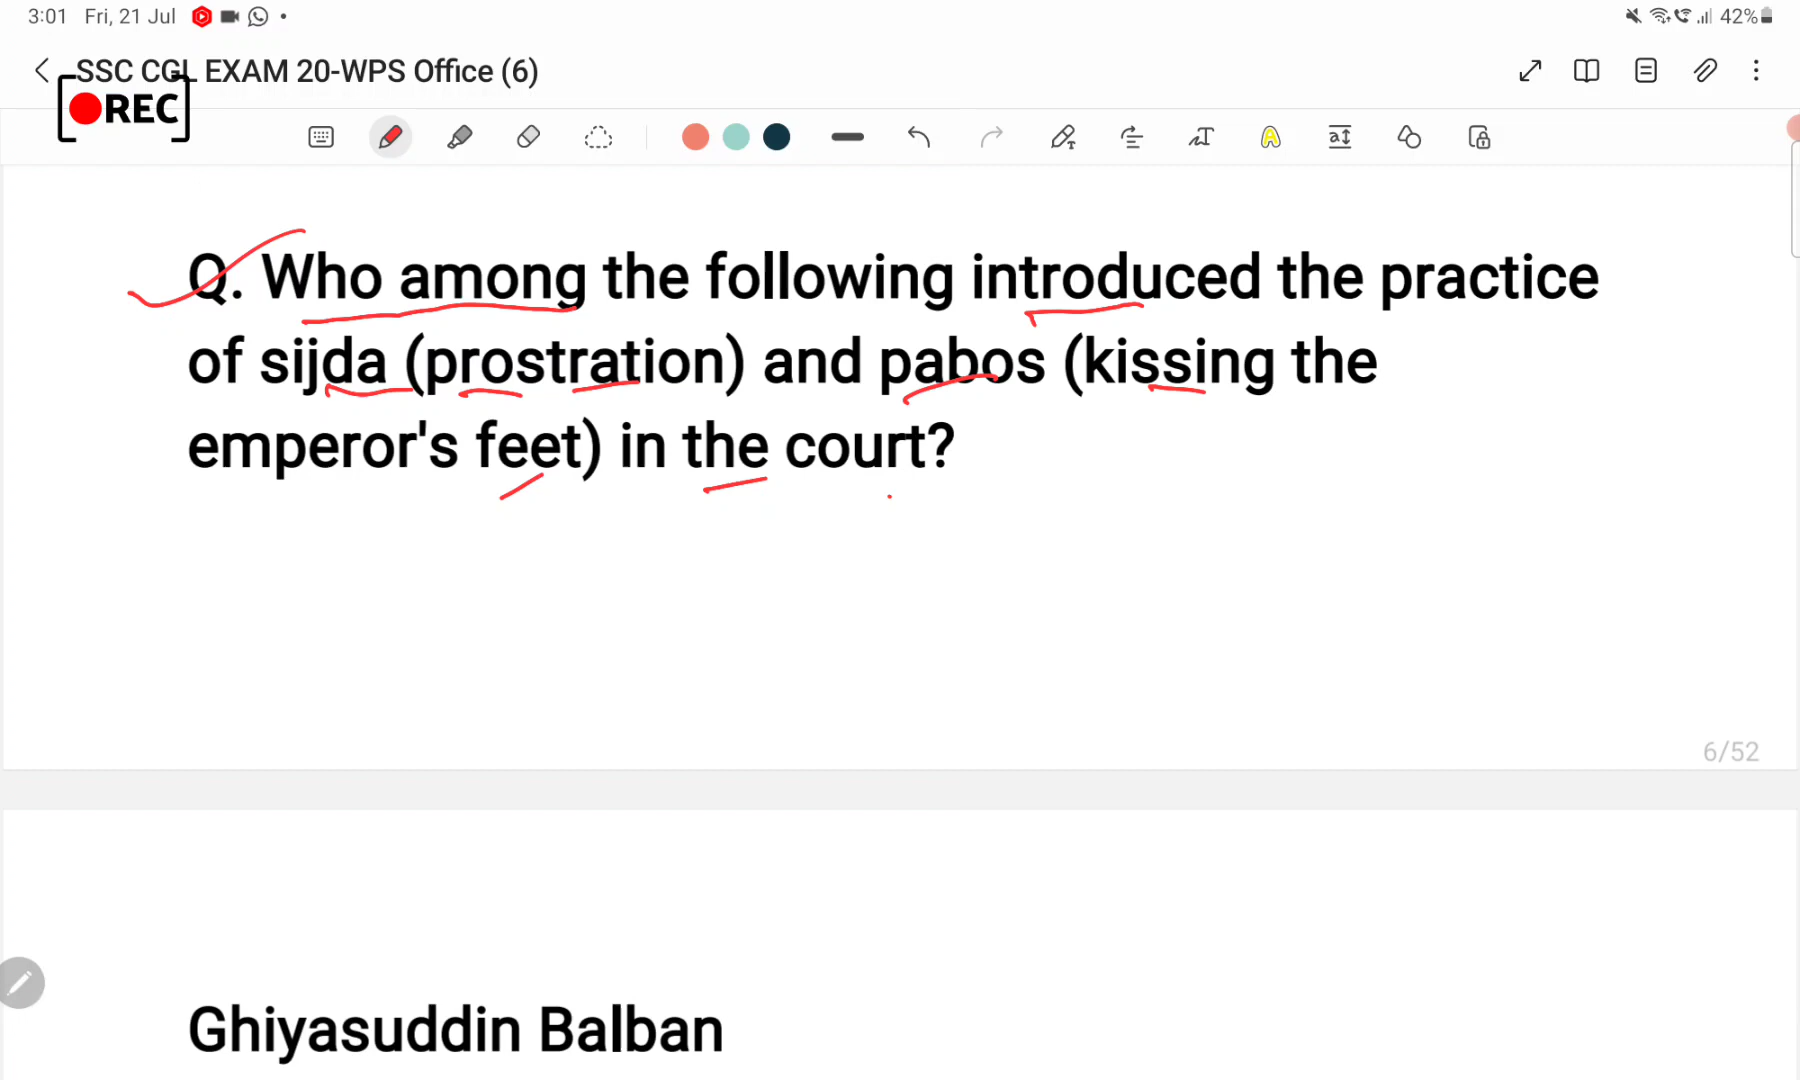 3:01 Fri, 21 Jul 42%
SSC CGL EXAM 20-WPS Office (6)
REC
Q. Who among the following introduced the practice
of sijda (prostration) and pabos (kissing the
emperor's feet) in the court?
6/52
Ghiyasuddin Balban